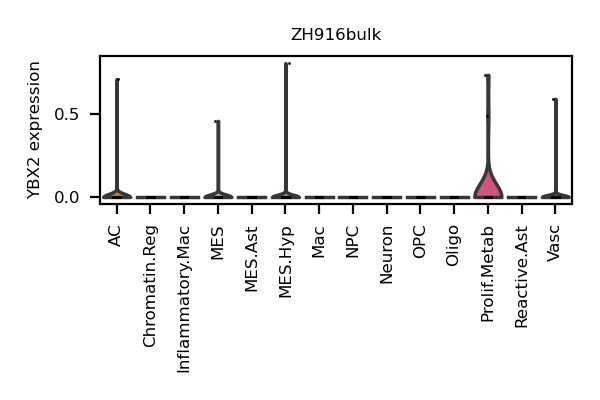 ZH916bulk
YBX2 expression
0.5
0.0
AC
Chromatin.Reg
Inflammatory.Mac
MES
MES.Ast
MES.Hyp
Mac
NPC
Neuron
OPC
Oligo
Prolif.Metab
Reactive.Ast
Vasc